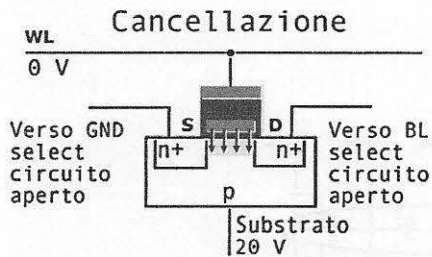 Cancellazione
WL
0 V
S
D
n+
n+
Verso GND
select
circuito
aperto
Verso BL
select
circuito
aperto
p
Substrato
20 V